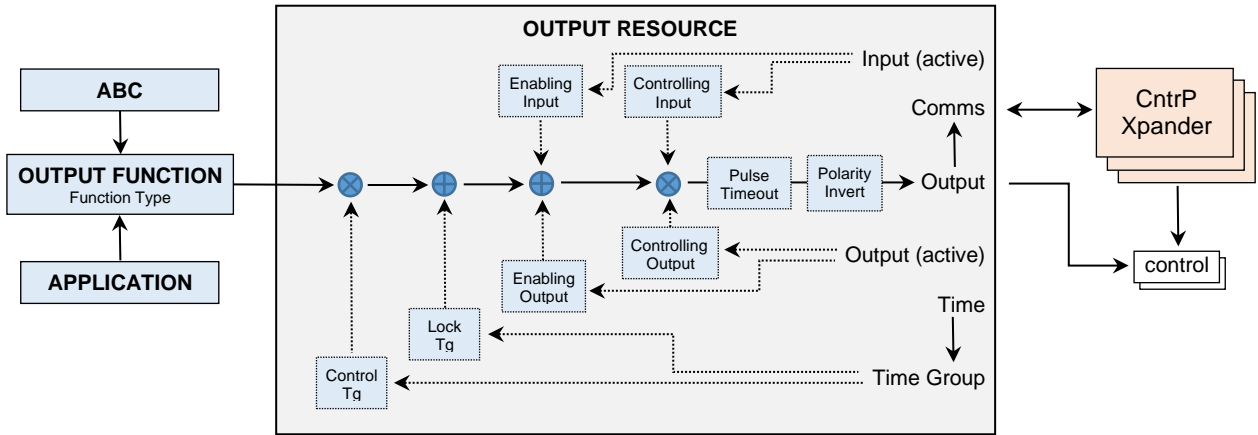 OUTPUT RESOURCE
Input (active)
Enabling
Input
Controlling
Input
ABC
Comms
CntrP
Xpander
OUTPUT FUNCTION
Function Type
Pulse
Timeout
Polarity
Invert
Output
Controlling
Output
Output (active)
control
APPLICATION
Enabling
Output
Time
Lock
Tg
Control
Tg
Time Group